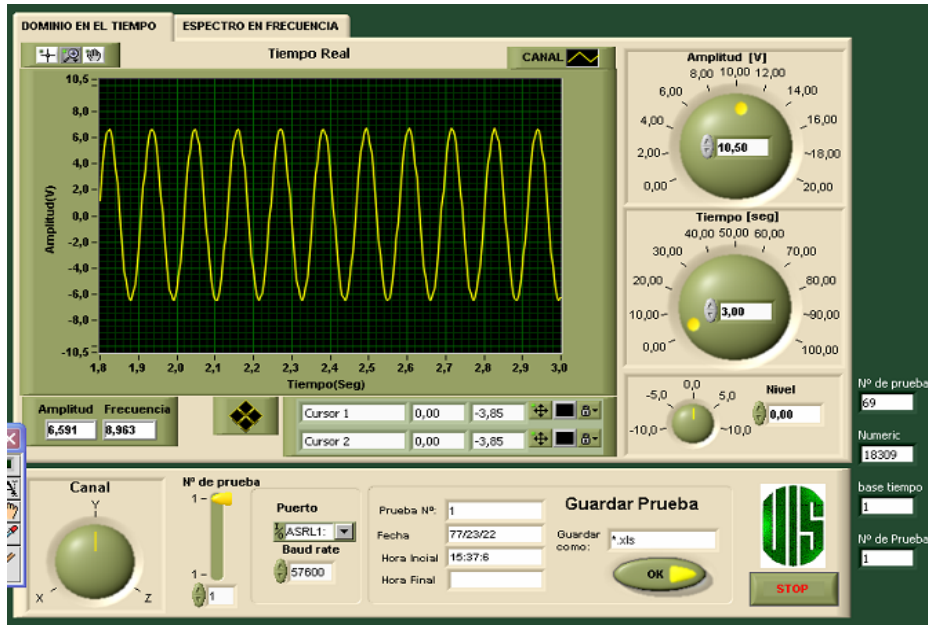 DOMINIO EN EL TIEMPO ESPECTRO EN FRECUENCIA
Tiempo Real
CANAL
Amplitud(V)
10,5
8,0
6,0
4,0
2,0
0,0
-2,0
-4,0
-6,0
-8,0
-10,5
1,8 1,9 2,0 2,1 2,2 2,3 2,4 2,5 2,6 2,7 2,8 2,9 3,0
Tiempo(Seg)
Amplitud [V]
0,00 2,00 4,00 6,00 8,00 10,00 12,00 14,00 16,00 18,00 20,00
10,50
Tiempo [seg]
0,00 10,00 20,00 30,00 40,00 50,00 60,00 70,00 80,00 90,00 100,00
3,00
Amplitud Frecuencia
6,591 8,963
Cursor 1 0,00 -3,85
Cursor 2 0,00 -3,85
-10,0 -5,0 0,0 5,0 10,0
Nivel
0,00
Nº de prueba
69
Numeric
18309
base tiempo
1
Nº de Prueba
1
Canal
X Y Z
Nº de prueba
1
1
1
Puerto
ASRL1:
Baud rate
57600
Prueba Nº: 1
Fecha 77/23/22
Hora Incial 15:37:6
Hora Final
Guardar Prueba
Guardar
como:
*.xls
OK
UIS
STOP